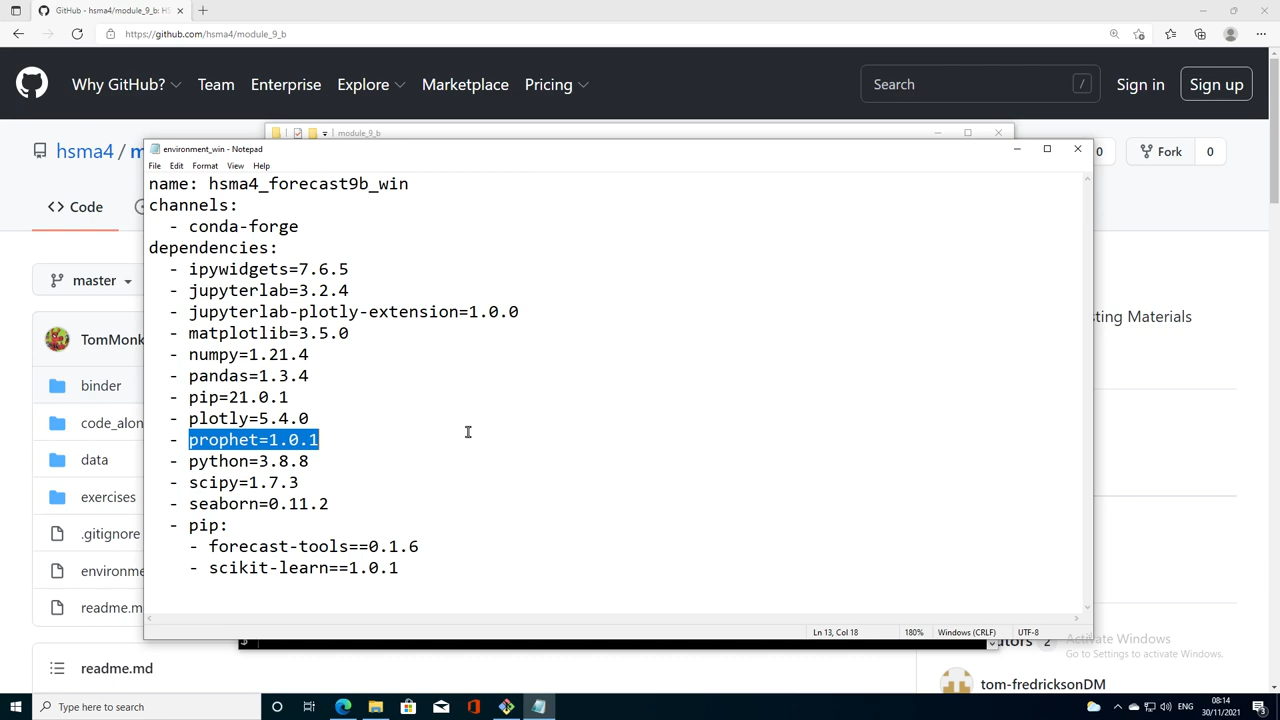 GitHub - hsma4/module_9_b: HS
https://github.com/hsma4/module_9_b
Why GitHub? Team Enterprise Explore Marketplace Pricing
Search /
Sign in
Sign up
module_9_b
hsma4 / m
0
Fork 0
environment_win - Notepad
File Edit Format View Help
name: hsma4_forecast9b_win
channels:
- conda-forge
dependencies:
- ipywidgets=7.6.5
- jupyterlab=3.2.4
- jupyterlab-plotly-extension=1.0.0
- matplotlib=3.5.0
- numpy=1.21.4
- pandas=1.3.4
- pip=21.0.1
- plotly=5.4.0
- prophet=1.0.1
- python=3.8.8
- scipy=1.7.3
- seaborn=0.11.2
- pip:
- forecast-tools==0.1.6
- scikit-learn==1.0.1
Ln 13, Col 18 180% Windows (CRLF) UTF-8
<> Code
master
TomMonk
binder
code_alon
data
exercises
.gitignore
environme
readme.m
readme.md
sting Materials
utors 2
tom-fredricksonDM
Activate Windows
Go to Settings to activate Windows.
$
Type here to search
ENG
08:14
30/11/2021
3